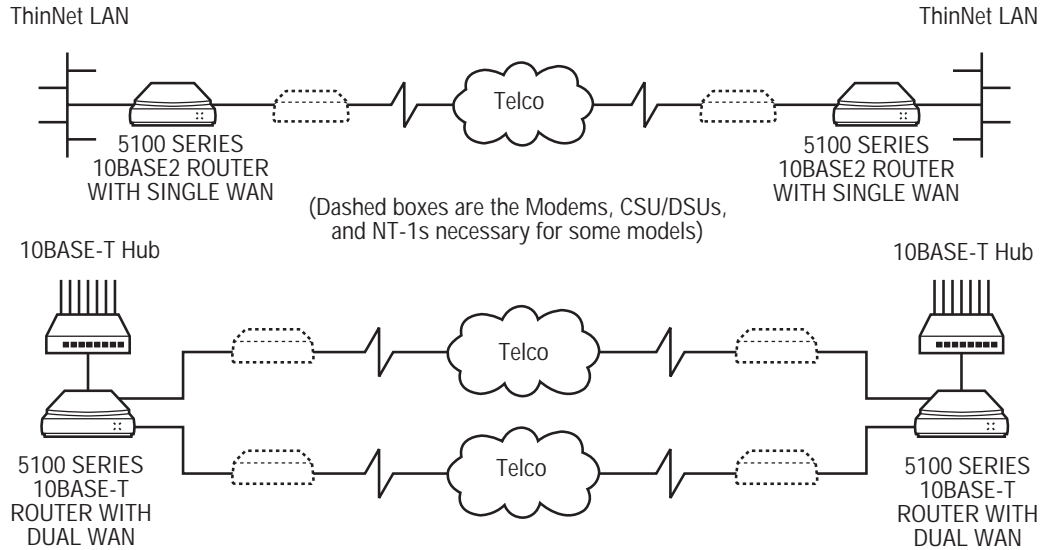 ThinNet LAN
ThinNet LAN
Telco
5100 SERIES
10BASE2 ROUTER
WITH SINGLE WAN
5100 SERIES
10BASE2 ROUTER
WITH SINGLE WAN
(Dashed boxes are the Modems, CSU/DSUs,
and NT-1s necessary for some models)
10BASE-T Hub
10BASE-T Hub
Telco
Telco
5100 SERIES
10BASE-T
ROUTER WITH
DUAL WAN
5100 SERIES
10BASE-T
ROUTER WITH
DUAL WAN